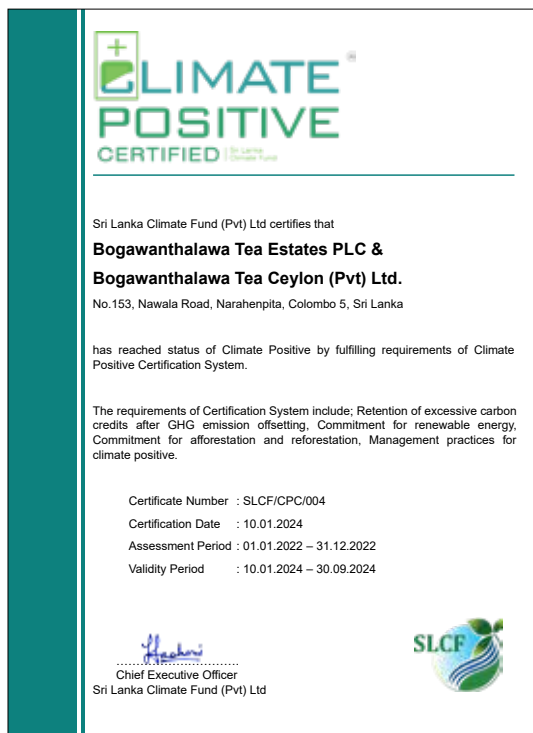 CLIMATE
POSITIVE
CERTIFIED
Sri Lanka
Climate Fund
Sri Lanka Climate Fund (Pvt) Ltd certifies that
Bogawanthalawa Tea Estates PLC &
Bogawanthalawa Tea Ceylon (Pvt) Ltd.
No.153, Nawala Road, Narahenpita, Colombo 5, Sri Lanka
has reached status of Climate Positive by fulfilling requirements of Climate
Positive Certification System.
The requirements of Certification System include; Retention of excessive carbon
credits after GHG emission offsetting, Commitment for renewable energy,
Commitment for afforestation and reforestation, Management practices for
climate positive.
Certificate Number : SLCF/CPC/004
Certification Date : 10.01.2024
Assessment Period : 01.01.2022 – 31.12.2022
Validity Period : 10.01.2024 – 30.09.2024
SLCF
Chief Executive Officer
Sri Lanka Climate Fund (Pvt) Ltd